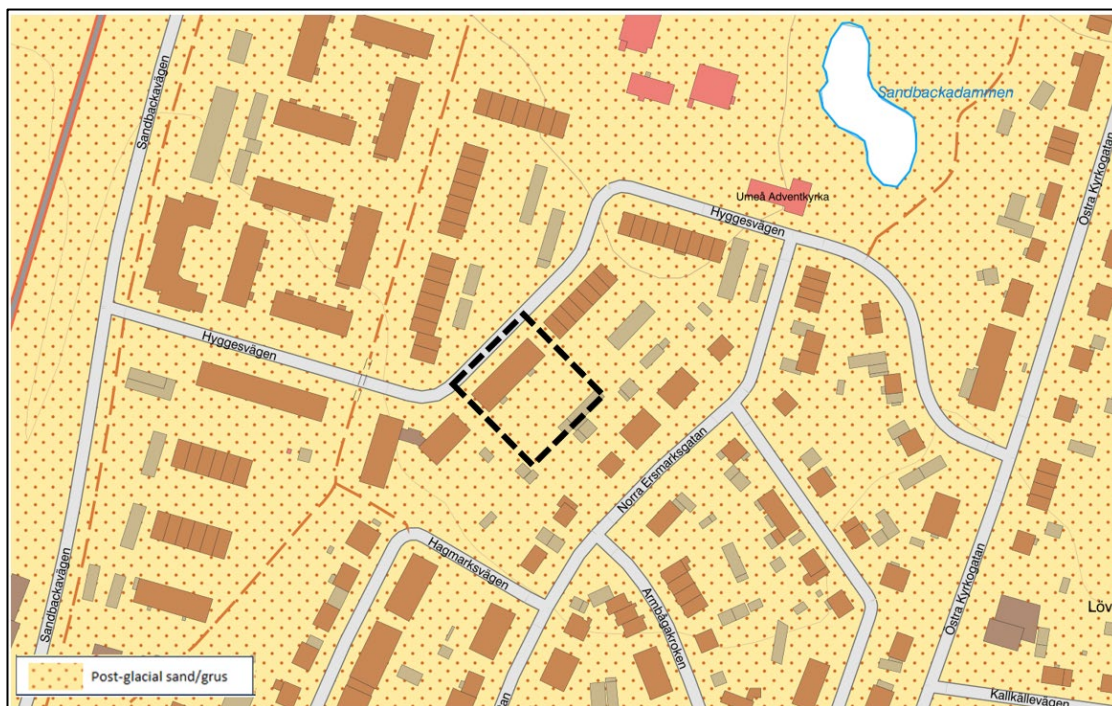 Sandbackadammen
Sandbackavägen
Östra Kyrkogatan
Umeå Adventkyrka
Hyggesvägen
Hyggesvägen
Norra Ersmarksgatan
Hagmarksvägen
Sandbackavägen
Armbågakroken
Östra Kyrkogatan
Löv
Post-glacial sand/grus
Kallkällevägen